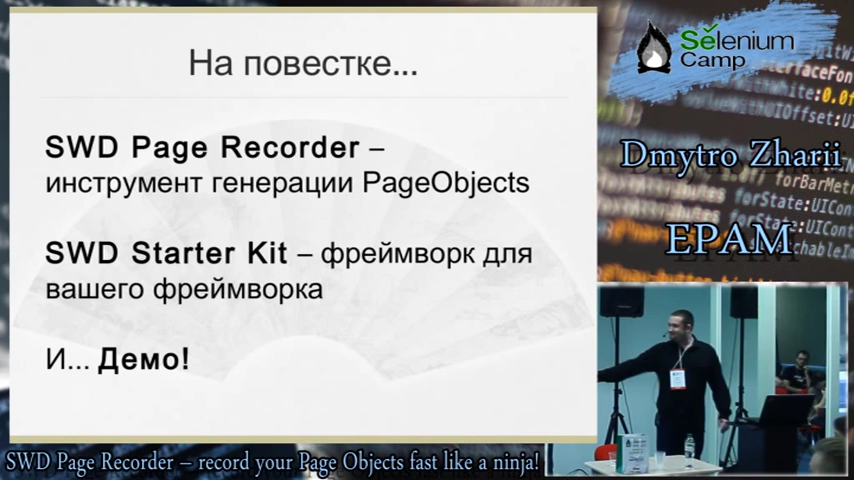 На повестке...
SWD Page Recorder –
инструмент генерации PageObjects
SWD Starter Kit – фреймворк для
вашего фреймворка
И... Демо!
Selenium
Camp
Dmytro Zharii
EPAM
SWD Page Recorder – record your Page Objects fast like a ninja!